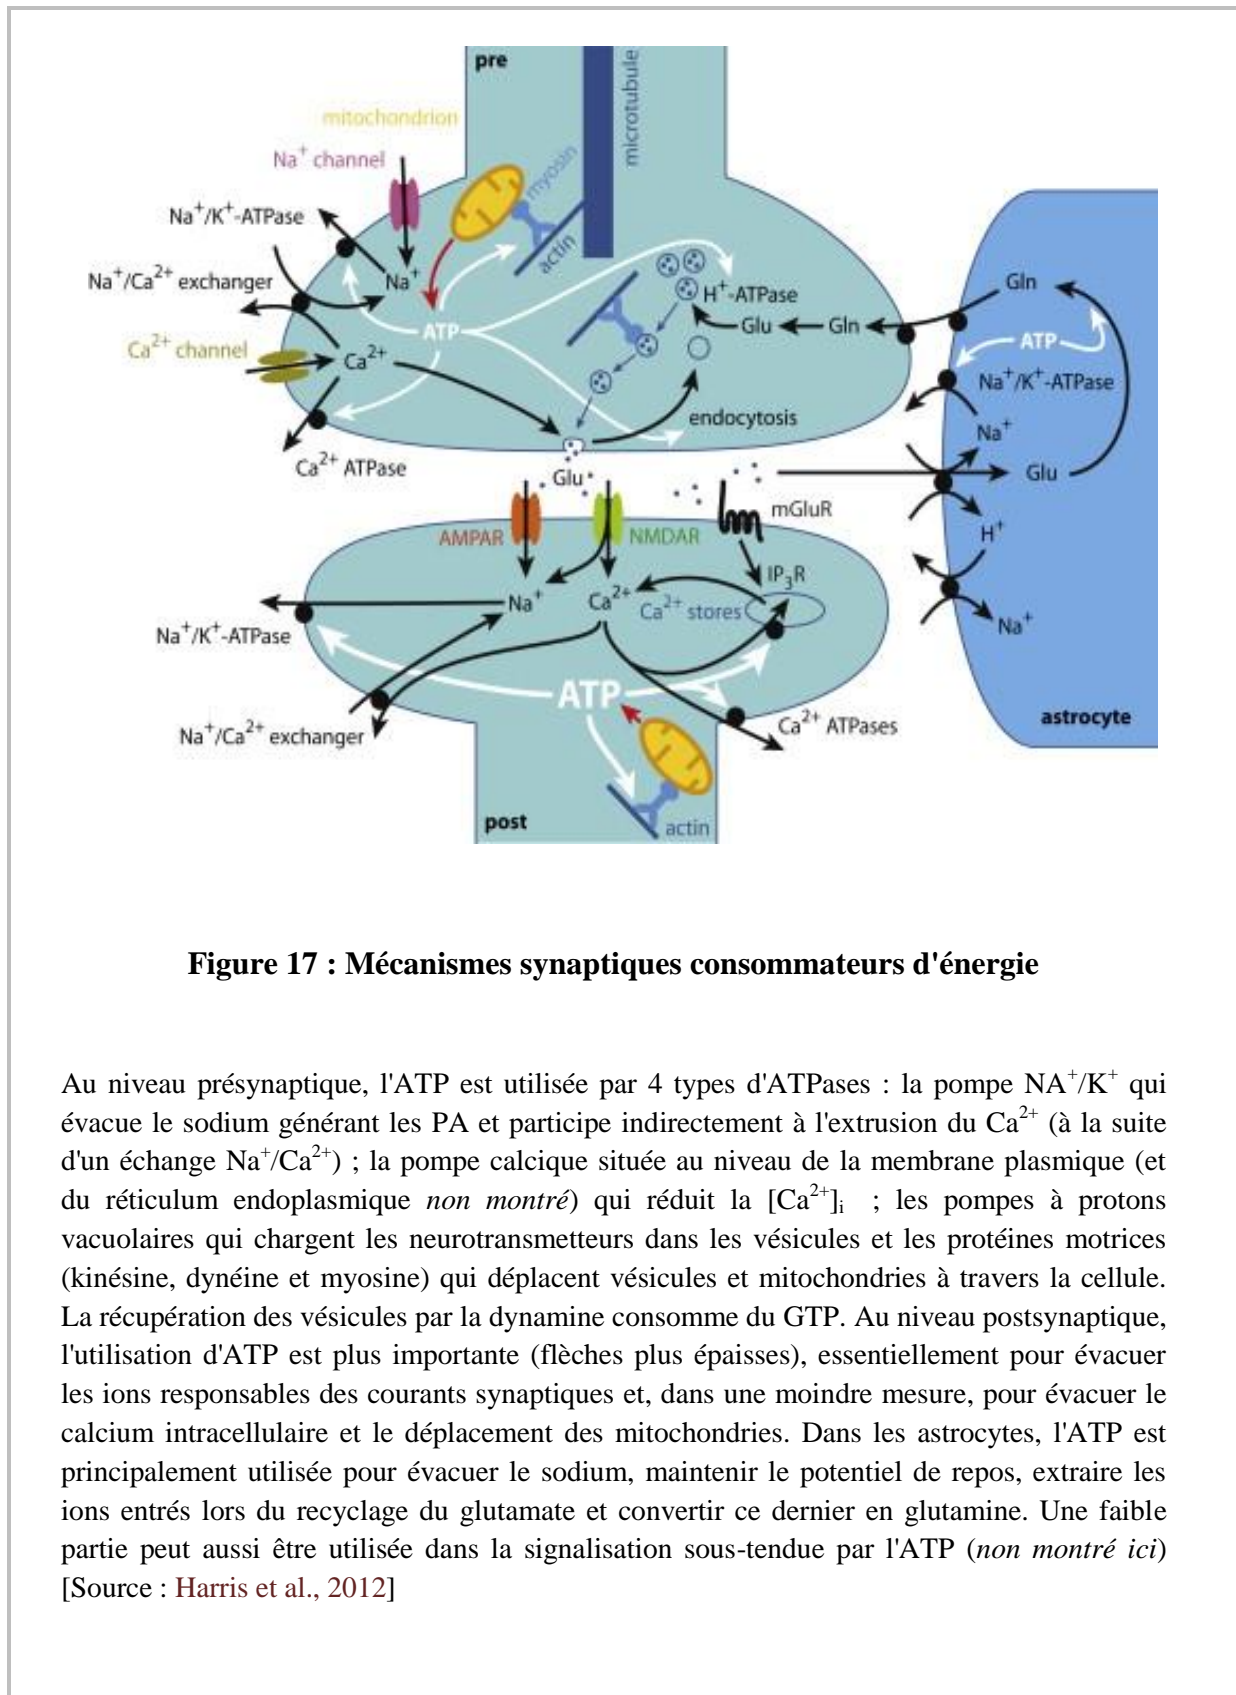 pre
microtubule
mitochondrion
Na⁺ channel
myosin
Na⁺/K⁺-ATPase
actin
Na⁺/Ca²⁺ exchanger
Na⁺
H⁺-ATPase
Gln
ATP
Glu
Gln
ATP
Ca²⁺ channel
Ca²⁺
Na⁺/K⁺-ATPase
endocytosis
Na⁺
Ca²⁺ ATPase
Glu
Glu
mGluR
AMPAR
NMDAR
H⁺
IP₃R
Na⁺
Ca²⁺
Ca²⁺ stores
Na⁺/K⁺-ATPase
Na⁺
ATP
Na⁺/Ca²⁺ exchanger
Ca²⁺ ATPases
astrocyte
post
actin
Figure 17 : Mécanismes synaptiques consommateurs d'énergie
Au niveau présynaptique, l'ATP est utilisée par 4 types d'ATPases : la pompe NA⁺/K⁺ qui
évacue le sodium générant les PA et participe indirectement à l'extrusion du Ca²⁺ (à la suite
d'un échange Na⁺/Ca²⁺) ; la pompe calcique située au niveau de la membrane plasmique (et
du réticulum endoplasmique non montré) qui réduit la [Ca²⁺]ᵢ ; les pompes à protons
vacuolaires qui chargent les neurotransmetteurs dans les vésicules et les protéines motrices
(kinésine, dynéine et myosine) qui déplacent vésicules et mitochondries à travers la cellule.
La récupération des vésicules par la dynamine consomme du GTP. Au niveau postsynaptique,
l'utilisation d'ATP est plus importante (flèches plus épaisses), essentiellement pour évacuer
les ions responsables des courants synaptiques et, dans une moindre mesure, pour évacuer le
calcium intracellulaire et le déplacement des mitochondries. Dans les astrocytes, l'ATP est
principalement utilisée pour évacuer le sodium, maintenir le potentiel de repos, extraire les
ions entrés lors du recyclage du glutamate et convertir ce dernier en glutamine. Une faible
partie peut aussi être utilisée dans la signalisation sous-tendue par l'ATP (non montré ici)
[Source : Harris et al., 2012]